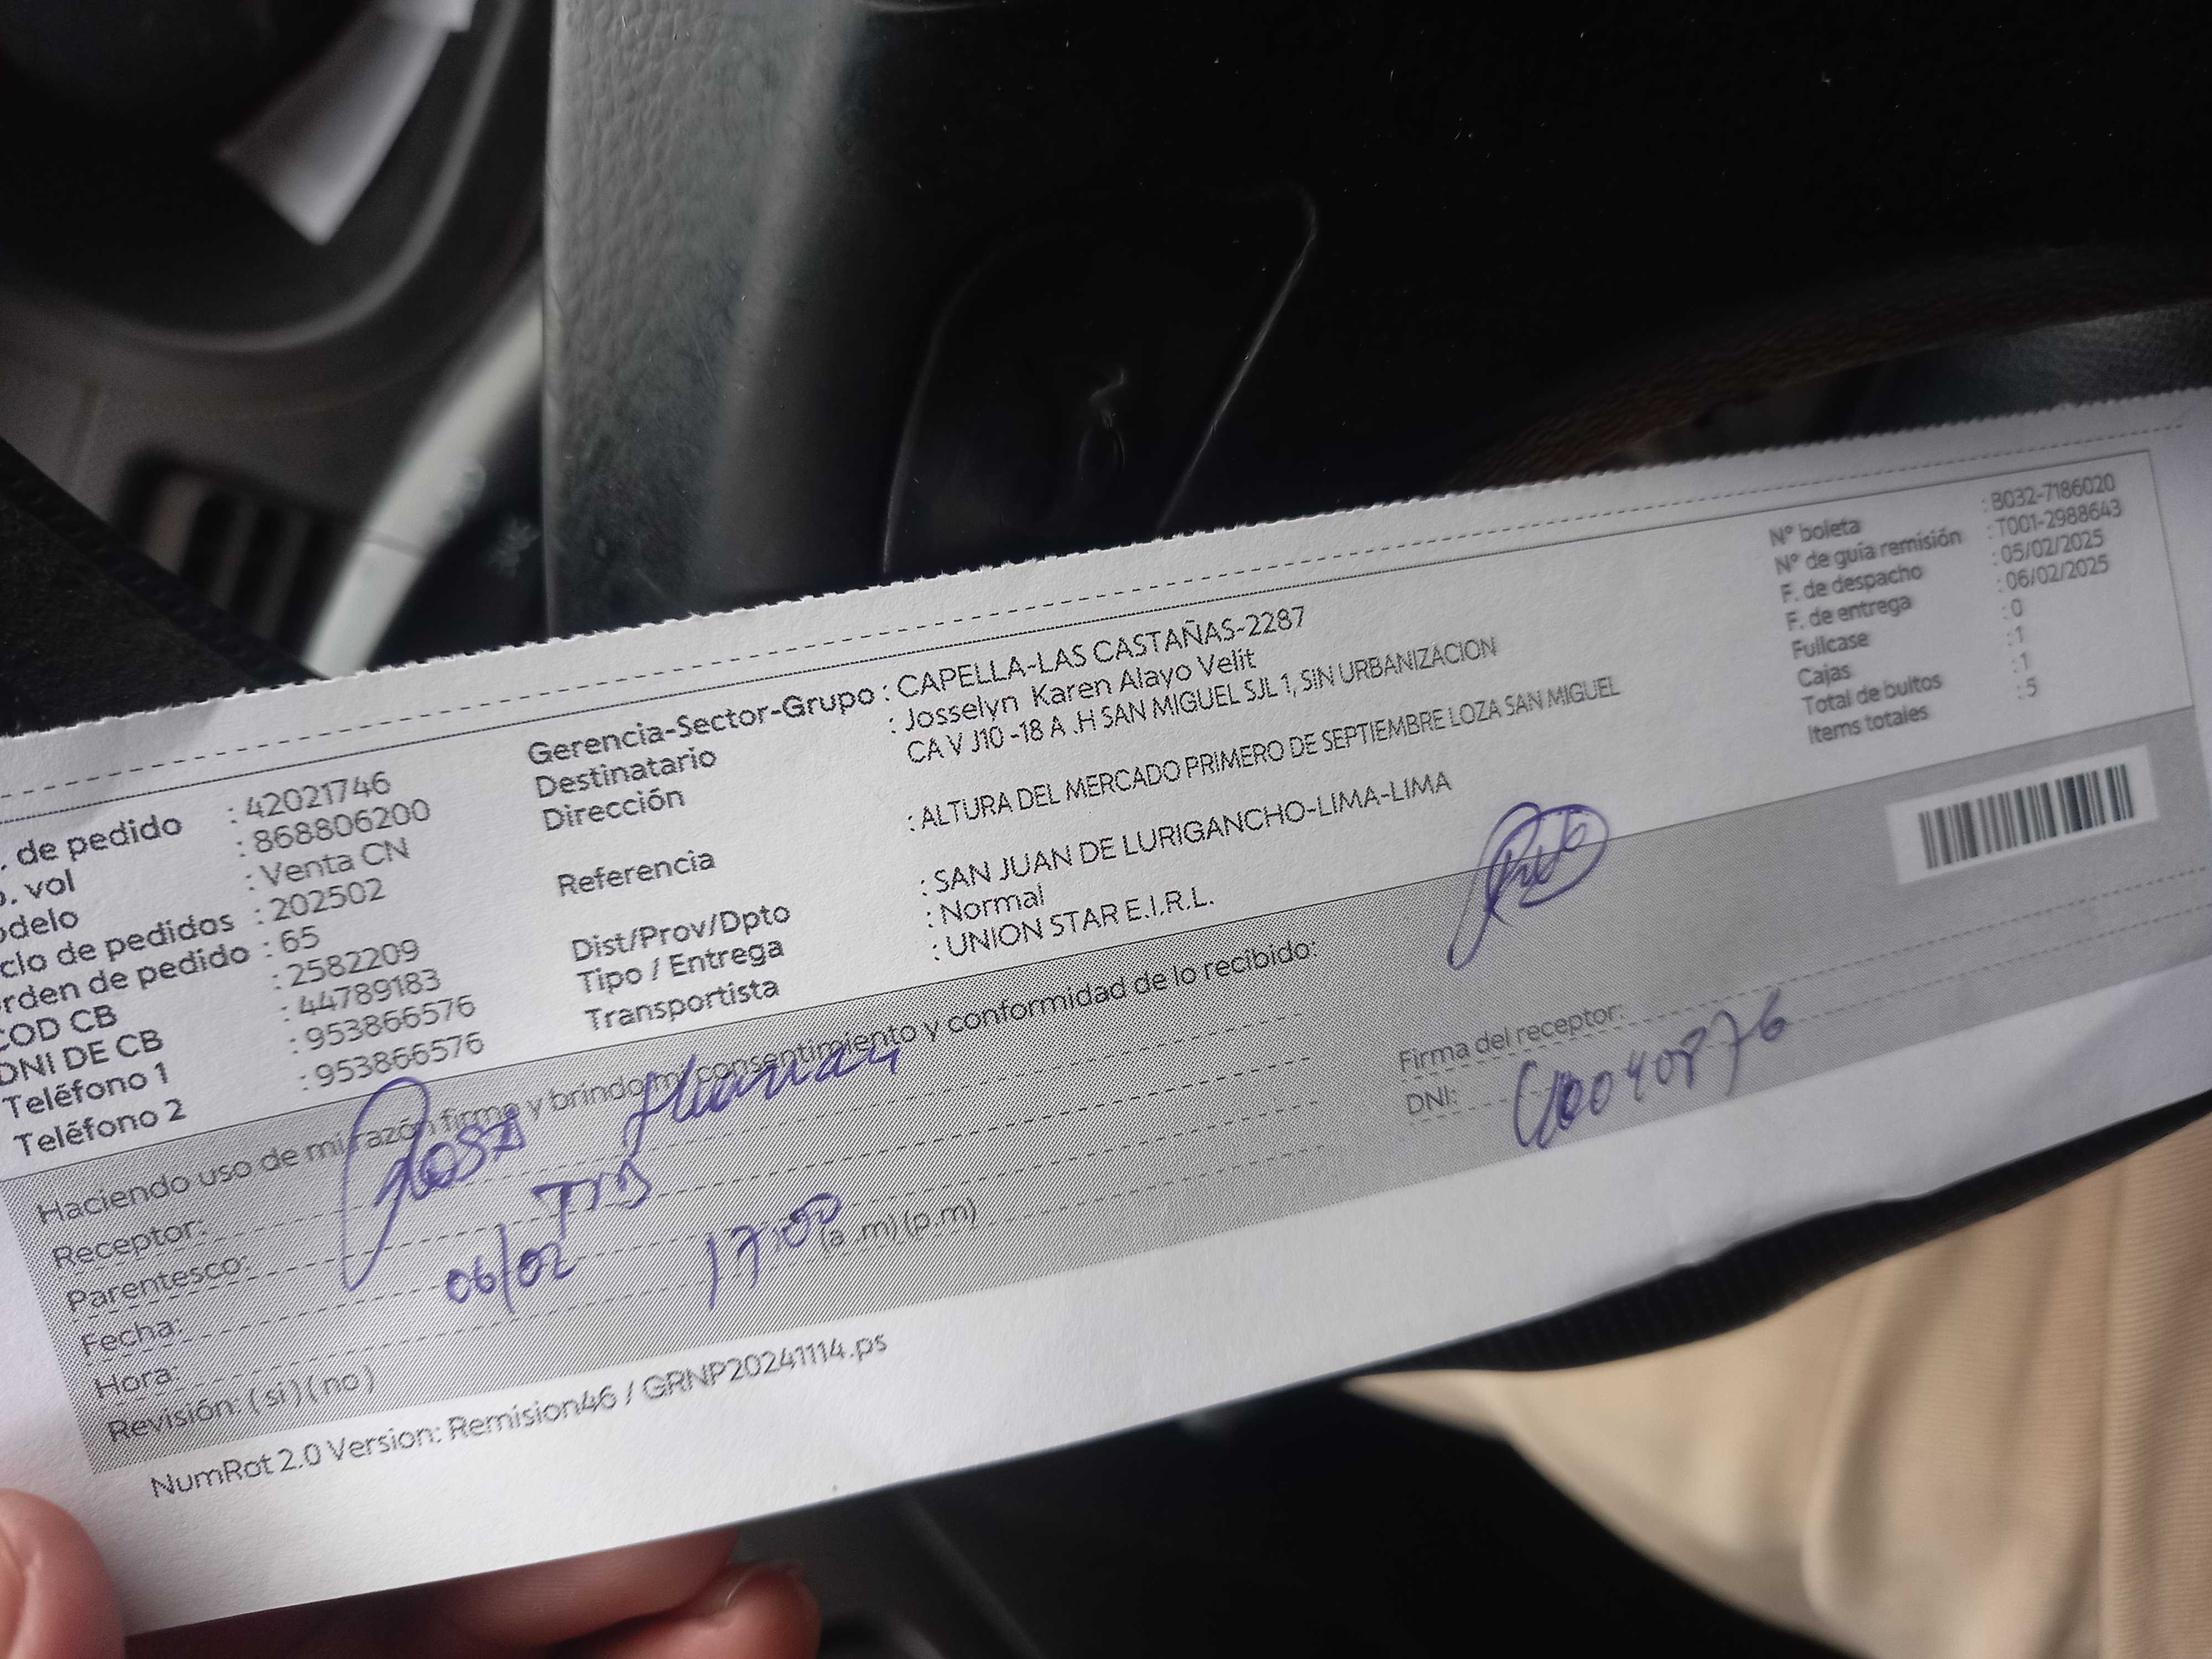 . de pedido : 42021746
. vol : 868806200
odelo : Venta CN
clo de pedidos : 202502
rden de pedido : 65
COD CB : 2582209
DNI DE CB : 44789183
Teléfono 1 : 953866576
Teléfono 2 : 953866576
Gerencia-Sector-Grupo : CAPELLA-LAS CASTAÑAS-2287
Destinatario : Josselyn Karen Alayo Velit
Dirección CA V J10 -18 A .H SAN MIGUEL SJL 1, SIN URBANIZACION
Referencia : ALTURA DEL MERCADO PRIMERO DE SEPTIEMBRE LOZA SAN MIGUEL
Dist/Prov/Dpto : SAN JUAN DE LURIGANCHO-LIMA-LIMA
Tipo / Entrega : Normal
Transportista : UNION STAR E.I.R.L.
N° boleta : B032-7186020
N° de guía remisión : T001-2988643
F. de despacho : 05/02/2025
F. de entrega : 06/02/2025
Fullcase : 0
Cajas : 1
Total de bultos : 1
Items totales : 5
Haciendo uso de mi razón firmo y brindo mi consentimiento y conformidad de lo recibido:
Receptor:
Parentesco:
Fecha: 06/02
Hora: 17:00 (a .m) (p.m)
Revisión: ( si ) ( no )
Firma del receptor:
DNI:
NumRot 2.0 Version: Remision46 / GRNP20241114.ps